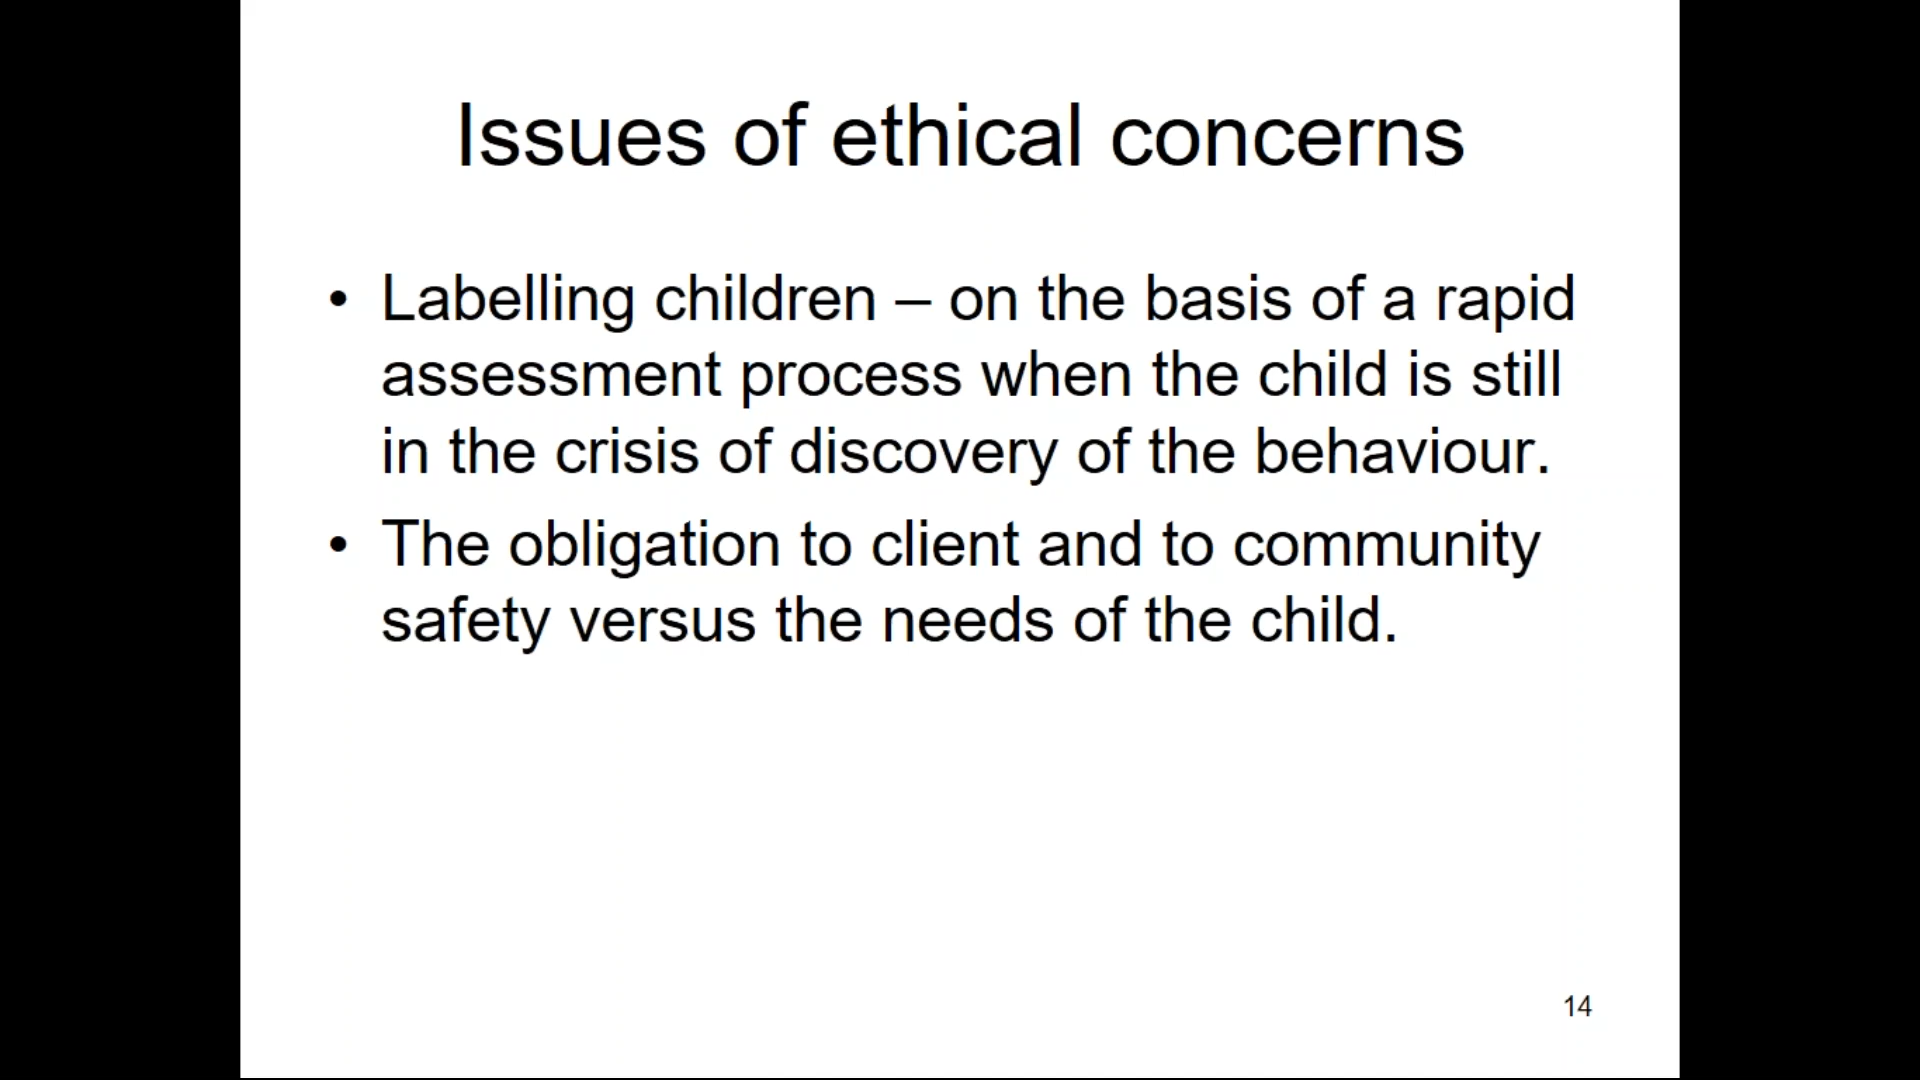 Issues of ethical concerns
• Labelling children – on the basis of a rapid
assessment process when the child is still
in the crisis of discovery of the behaviour.
• The obligation to client and to community
safety versus the needs of the child.
14